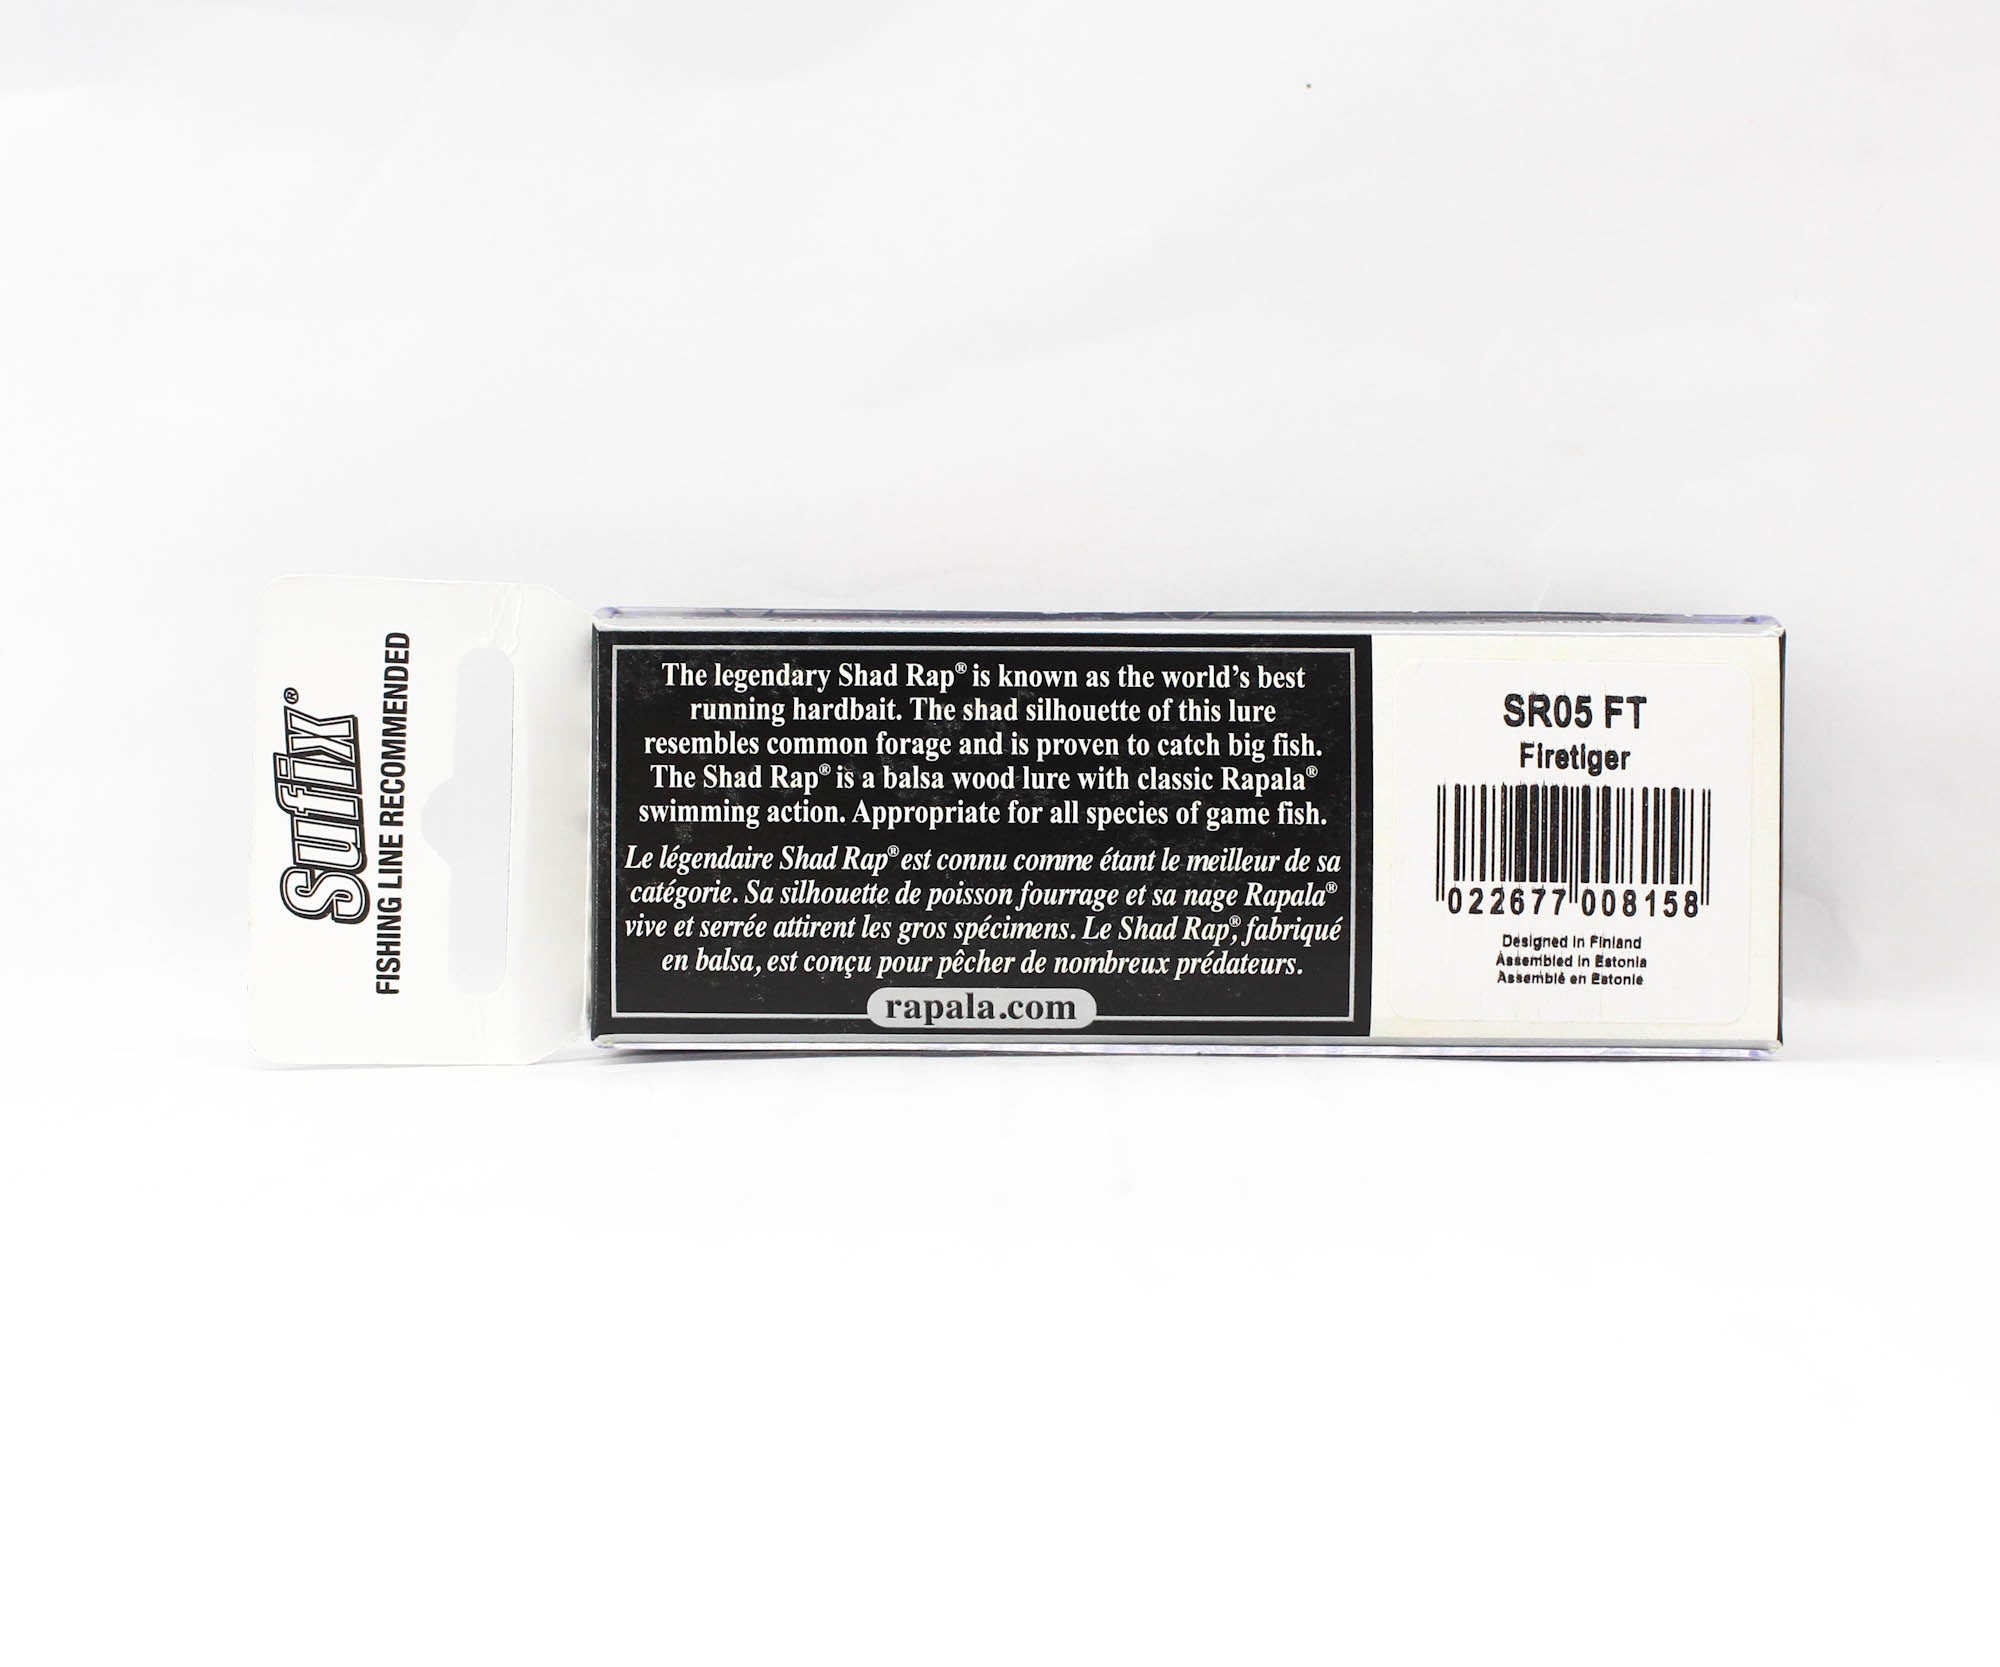 Sufix®
FISHING LINE RECOMMENDED
The legendary Shad Rap® is known as the world's best
running hardbait. The shad silhouette of this lure
resembles common forage and is proven to catch big fish.
The Shad Rap® is a balsa wood lure with classic Rapala®
swimming action. Appropriate for all species of game fish.
Le légendaire Shad Rap® est connu comme étant le meilleur de sa
catégorie. Sa silhouette de poisson fourrage et sa nage Rapala®
vive et serrée attirent les gros spécimens. Le Shad Rap®, fabriqué
en balsa, est conçu pour pêcher de nombreux prédateurs.
rapala.com
SR05 FT
Firetiger
022677 008158
Designed in Finland
Assembled in Estonia
Assemblé en Estonie